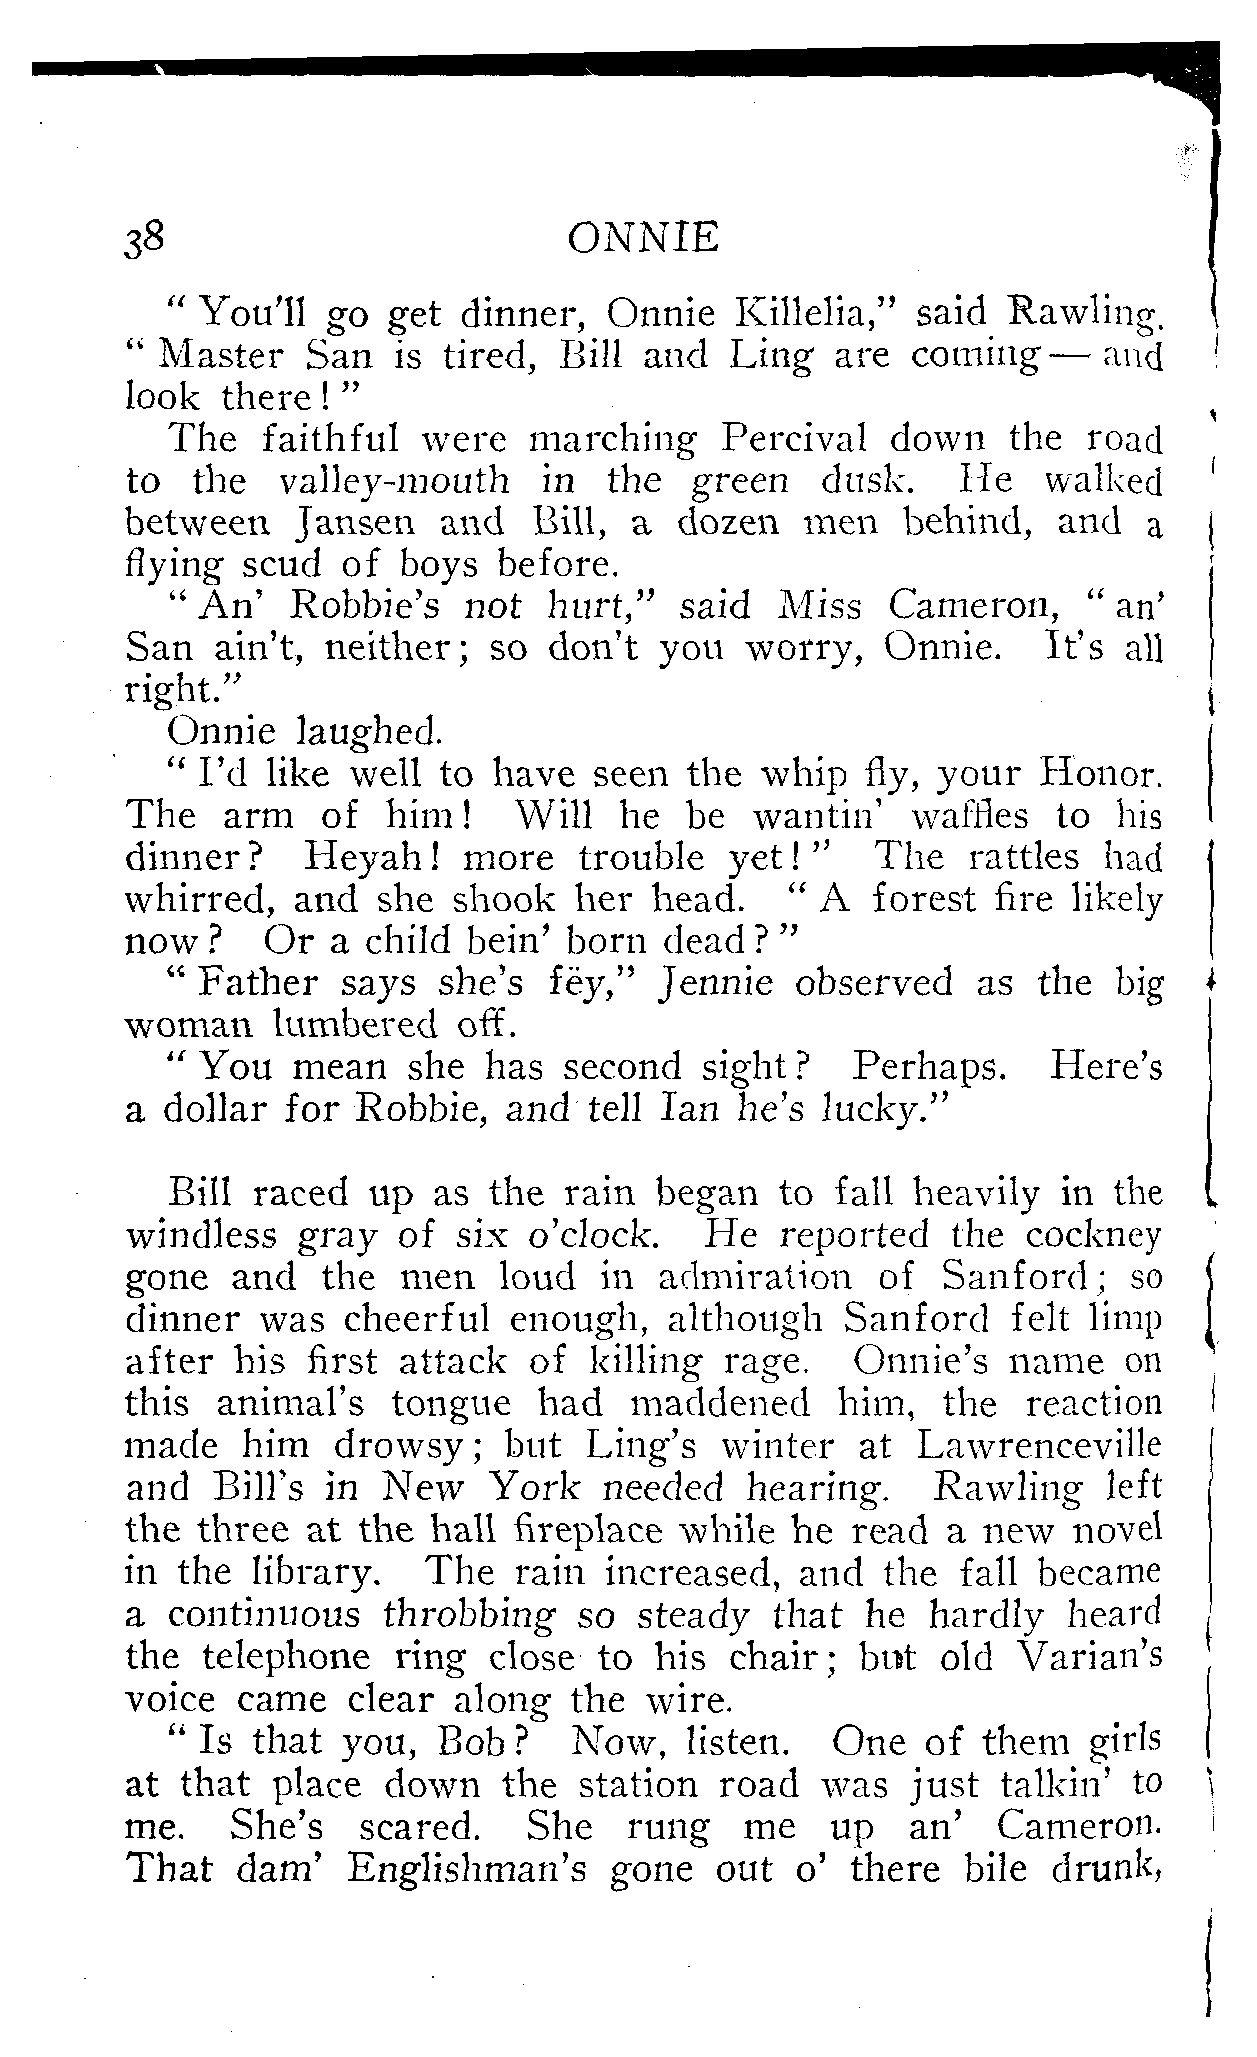 38 ONNIE
“ You'll go get dinner, Onnie Killelia,” said Rawling.
“ Master San is tired, Bill and Ling are coming — and
look there ! ”
The faithful were marching Percival down the road
to the valley-mouth in the green dusk. He walked
between Jansen and Bill, a dozen men behind, and a
flying scud of boys before.
“ An' Robbie's not hurt,” said Miss Cameron, “ an'
San ain't, neither ; so don't you worry, Onnie. It's all
right.”
Onnie laughed.
“ I'd like well to have seen the whip fly, your Honor.
The arm of him ! Will he be wantin' waffles to his
dinner ? Heyah ! more trouble yet ! ” The rattles had
whirred, and she shook her head. “ A forest fire likely
now ? Or a child bein' born dead ? ”
“ Father says she's fëy,” Jennie observed as the big
woman lumbered off.
“ You mean she has second sight ? Perhaps. Here's
a dollar for Robbie, and tell Ian he's lucky.”
Bill raced up as the rain began to fall heavily in the
windless gray of six o'clock. He reported the cockney
gone and the men loud in admiration of Sanford ; so
dinner was cheerful enough, although Sanford felt limp
after his first attack of killing rage. Onnie's name on
this animal's tongue had maddened him, the reaction
made him drowsy ; but Ling's winter at Lawrenceville
and Bill's in New York needed hearing. Rawling left
the three at the hall fireplace while he read a new novel
in the library. The rain increased, and the fall became
a continuous throbbing so steady that he hardly heard
the telephone ring close to his chair ; but old Varian's
voice came clear along the wire.
“ Is that you, Bob ? Now, listen. One of them girls
at that place down the station road was just talkin' to
me. She's scared. She rung me up an' Cameron.
That dam' Englishman's gone out o' there bile drunk,